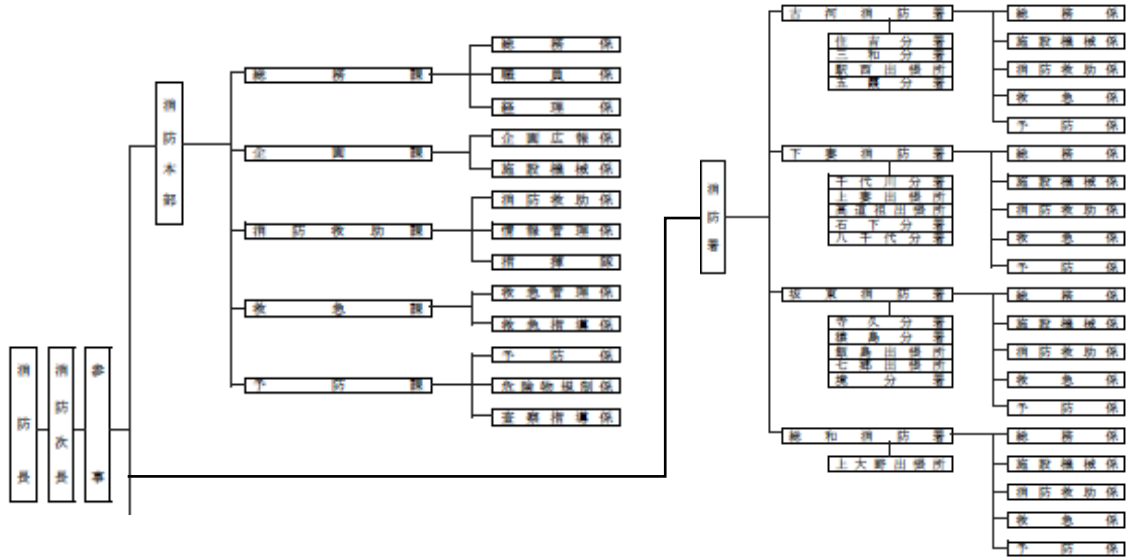 消防長
消防次長
参事
消防本部
総務課
総務係
職員係
経理係
企画課
企画広報係
施設機械係
消防救助課
消防救助係
情報管理係
指揮隊
救急課
救急管理係
救急指導係
予防課
予防係
危険物規制係
査察指導係
消防署
古河消防署
住吉分署
三和分署
駅西出張所
五霞分署
総務係
施設機械係
消防救助係
救急係
予防係
下妻消防署
千代川分署
上妻出張所
高道祖出張所
石下分署
八千代分署
総務係
施設機械係
消防救助係
救急係
予防係
坂東消防署
寺久分署
猿島分署
飯島出張所
七郷出張所
境分署
総務係
施設機械係
消防救助係
救急係
予防係
総和消防署
上大野出張所
総務係
施設機械係
消防救助係
救急係
予防係